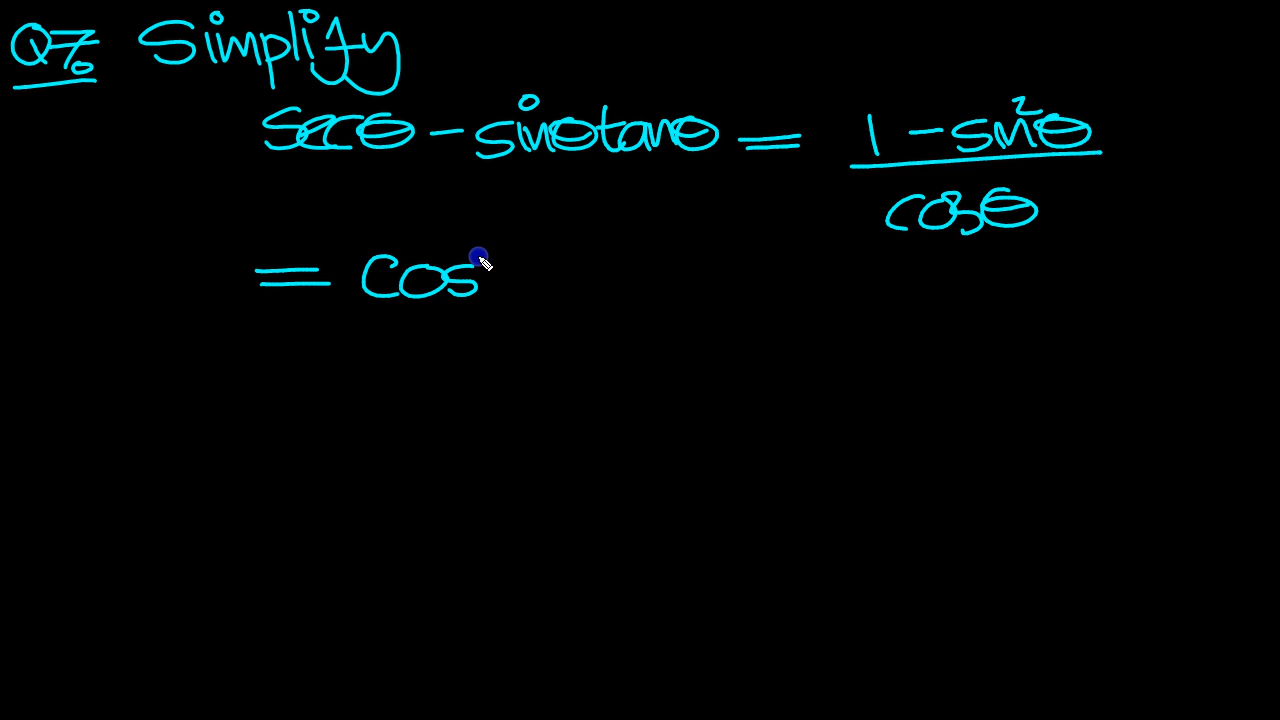 Q7: Simplify
secθ - sinθtanθ = (1 - sin²θ)/cosθ
= cos